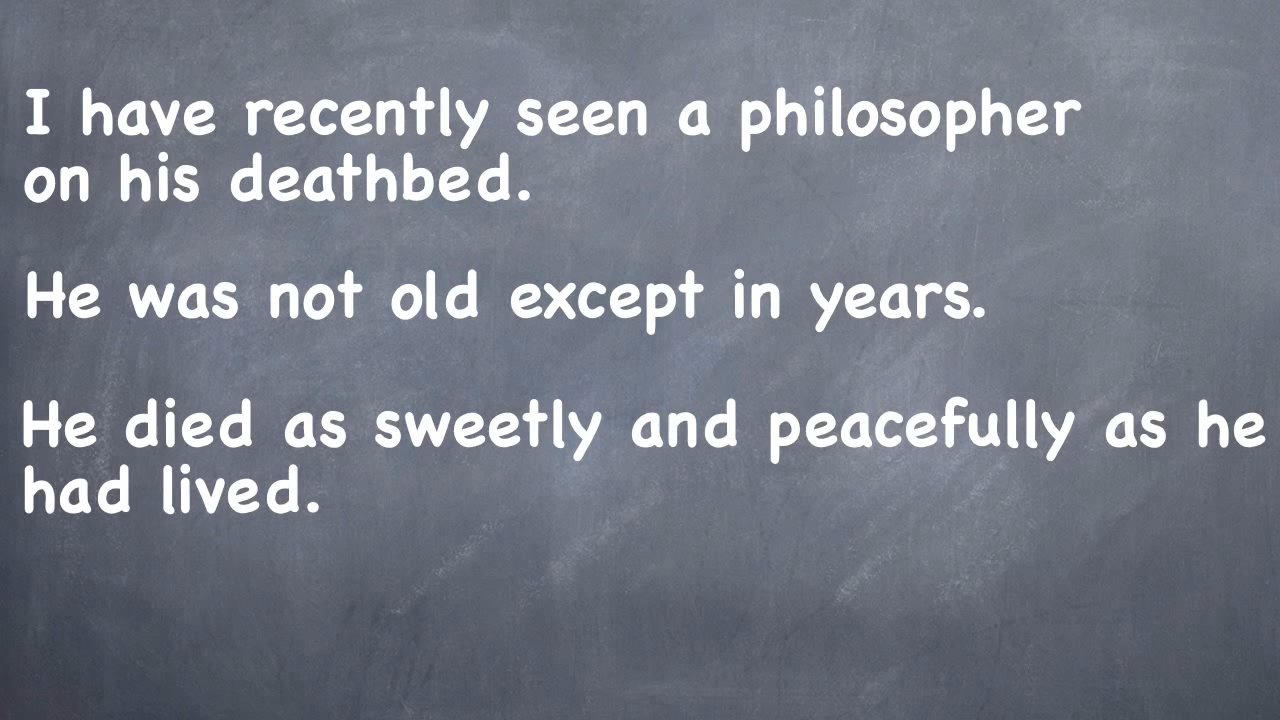 I have recently seen a philosopher
on his deathbed.
He was not old except in years.
He died as sweetly and peacefully as he
had lived.